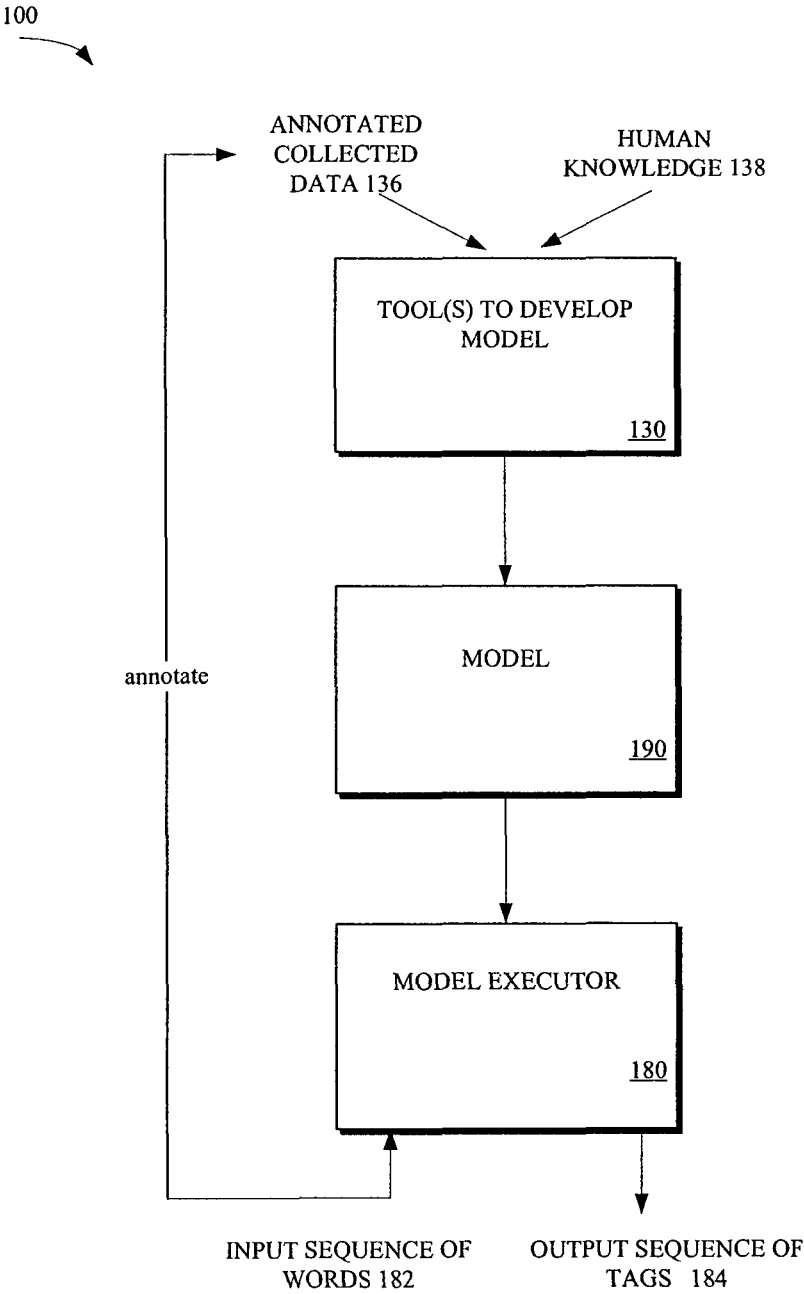 100
ANNOTATED
COLLECTED
DATA 136
HUMAN
KNOWLEDGE 138
TOOL(S) TO DEVELOP
MODEL
130
annotate
MODEL
190
MODEL EXECUTOR
180
INPUT SEQUENCE OF
WORDS 182
OUTPUT SEQUENCE OF
TAGS 184